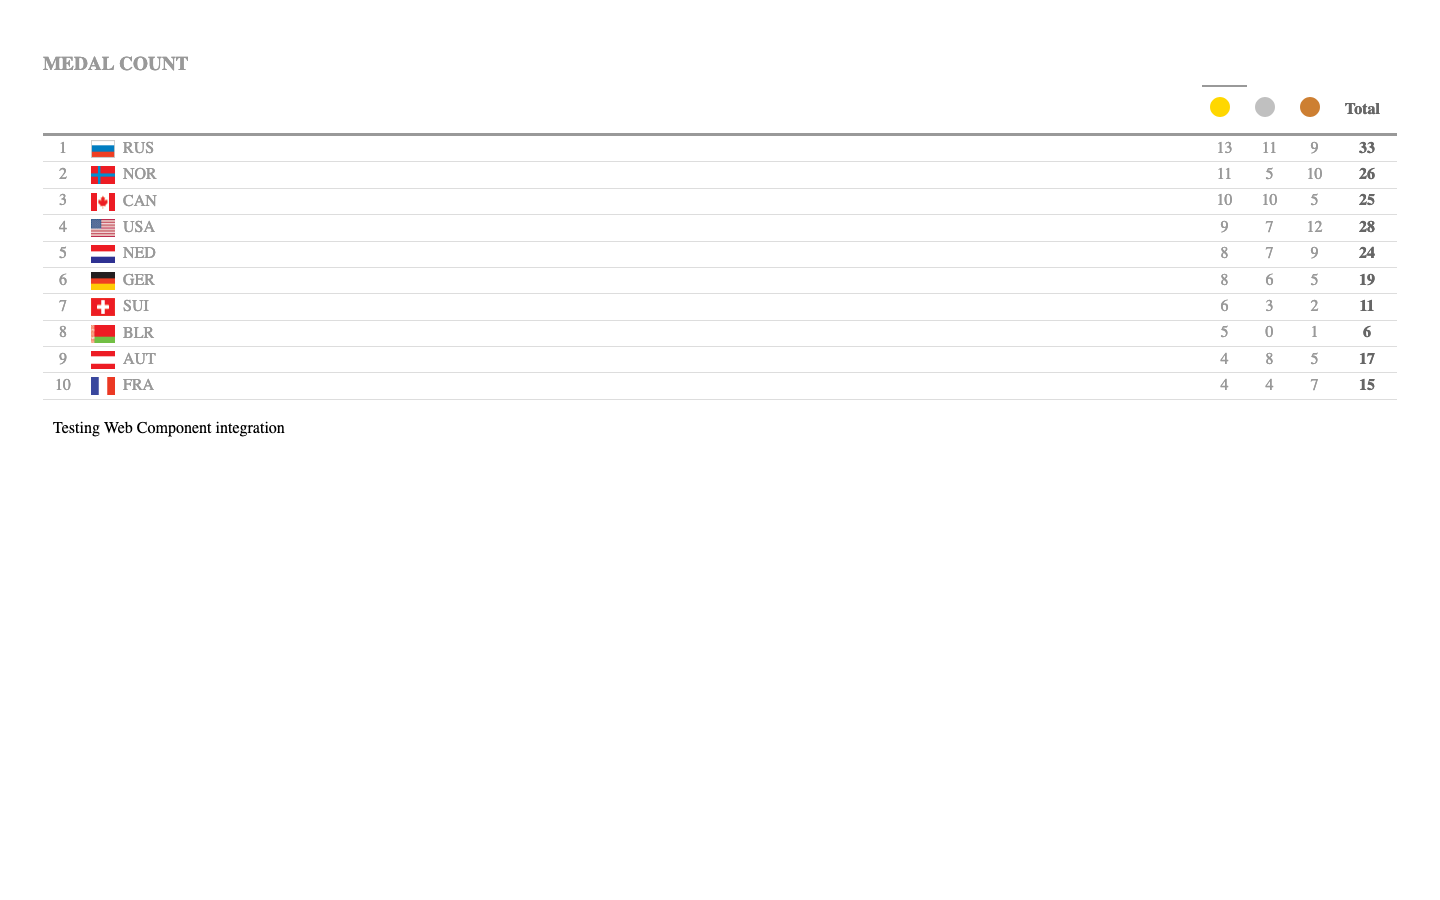 MEDAL COUNT
Total
1 RUS 13 11 9 33
2 NOR 11 5 10 26
3 CAN 10 10 5 25
4 USA 9 7 12 28
5 NED 8 7 9 24
6 GER 8 6 5 19
7 SUI 6 3 2 11
8 BLR 5 0 1 6
9 AUT 4 8 5 17
10 FRA 4 4 7 15
Testing Web Component integration